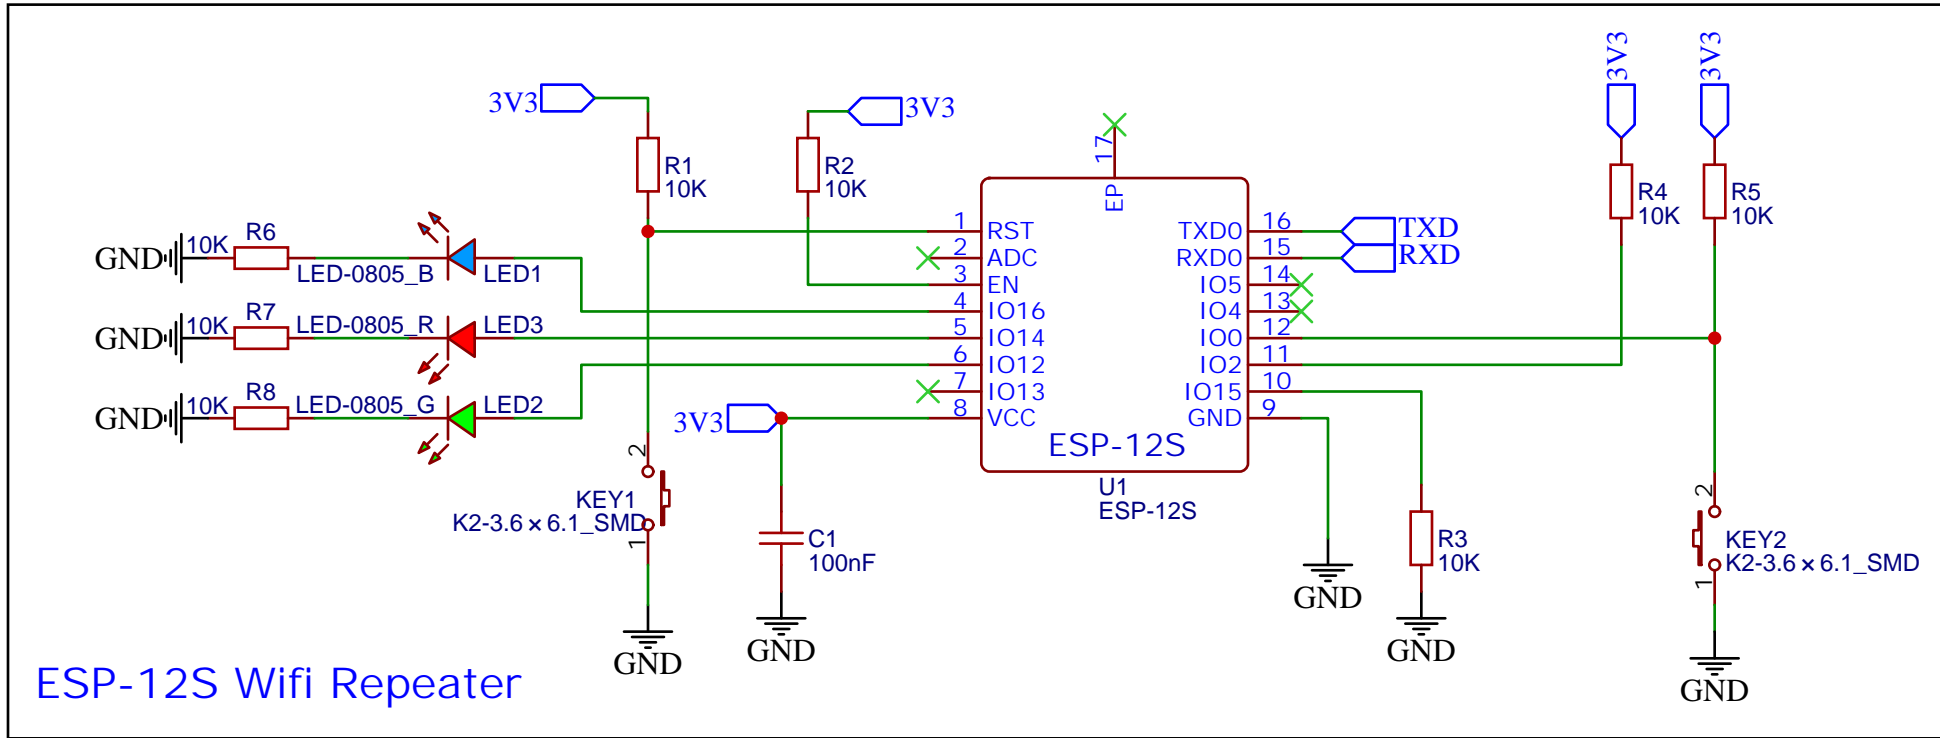 3V3
3V3
3V3
3V3
R1
10K
R2
10K
R4
10K
R5
10K
17
EP
GND
10K
R6
LED-0805_B
LED1
GND
10K
R7
LED-0805_R
LED3
GND
10K
R8
LED-0805_G
LED2
1
RST
2
ADC
3
EN
4
IO16
5
IO14
6
IO12
7
IO13
8
VCC
TXD0
16
TXD
RXD0
15
RXD
IO5
14
IO4
13
IO0
12
IO2
11
IO15
10
GND
9
ESP-12S
U1
ESP-12S
3V3
2
KEY1
K2-3.6×6.1_SMD
1
GND
C1
100nF
GND
GND
R3
10K
GND
2
KEY2
K2-3.6×6.1_SMD
1
GND
ESP-12S Wifi Repeater